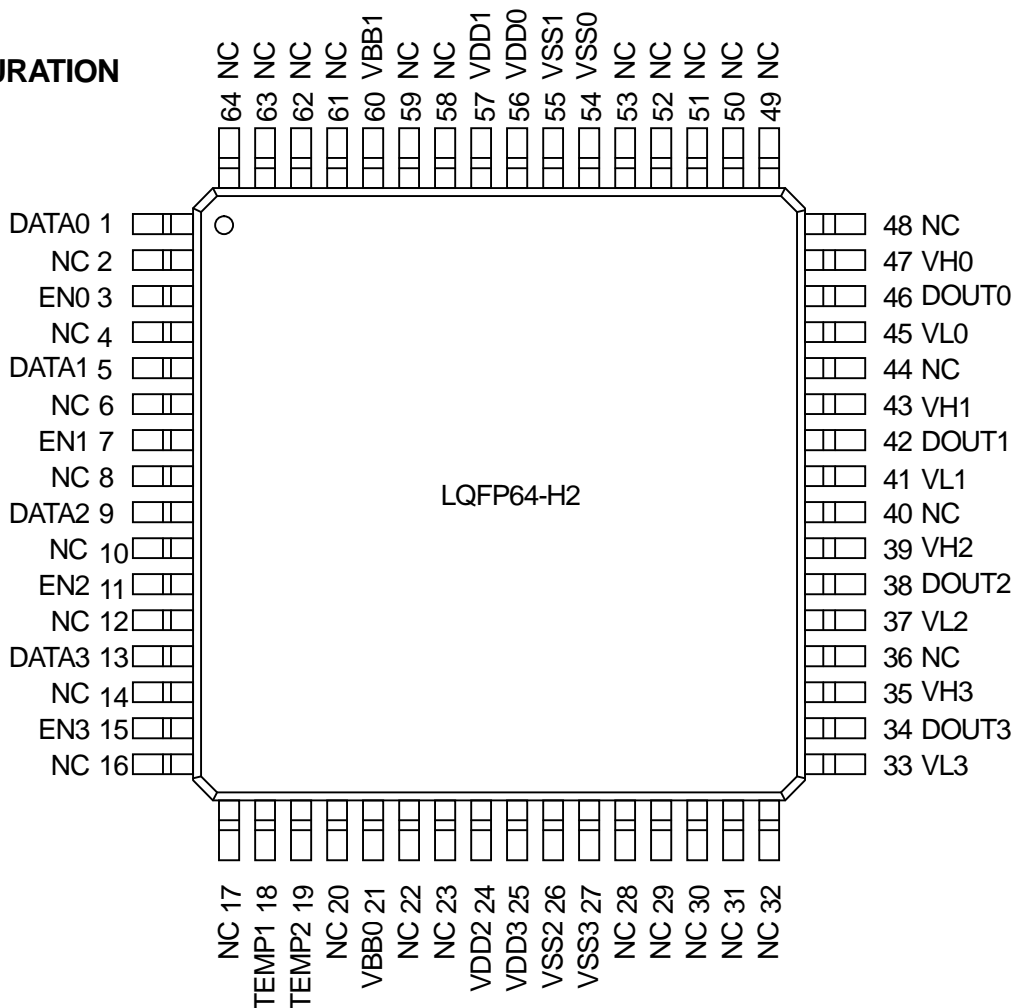 URATION
64 NC
63 NC
62 NC
61 NC
60 VBB1
59 NC
58 NC
57 VDD1
56 VDD0
55 VSS1
54 VSS0
53 NC
52 NC
51 NC
50 NC
49 NC
DATA0 1
NC 2
EN0 3
NC 4
DATA1 5
NC 6
EN1 7
NC 8
DATA2 9
NC 10
EN2 11
NC 12
DATA3 13
NC 14
EN3 15
NC 16
LQFP64-H2
48 NC
47 VH0
46 DOUT0
45 VL0
44 NC
43 VH1
42 DOUT1
41 VL1
40 NC
39 VH2
38 DOUT2
37 VL2
36 NC
35 VH3
34 DOUT3
33 VL3
NC 17
TEMP1 18
TEMP2 19
NC 20
VBB0 21
NC 22
NC 23
VDD2 24
VDD3 25
VSS2 26
VSS3 27
NC 28
NC 29
NC 30
NC 31
NC 32